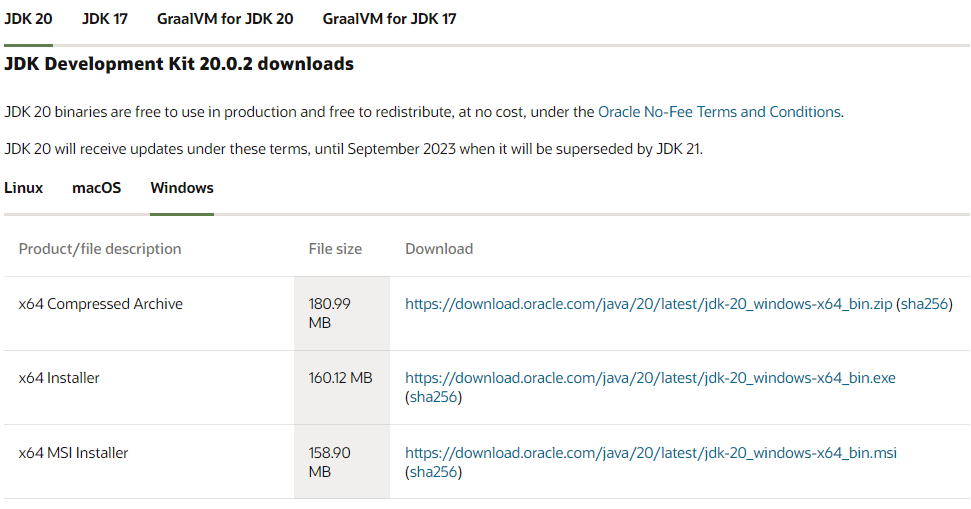 JDK 20 JDK 17 GraalVM for JDK 20 GraalVM for JDK 17
JDK Development Kit 20.0.2 downloads
JDK 20 binaries are free to use in production and free to redistribute, at no cost, under the Oracle No-Fee Terms and Conditions.
JDK 20 will receive updates under these terms, until September 2023 when it will be superseded by JDK 21.
Linux macOS Windows
Product/file description File size Download
x64 Compressed Archive 180.99 https://download.oracle.com/java/20/latest/jdk-20_windows-x64_bin.zip (sha256)
MB
x64 Installer 160.12 MB https://download.oracle.com/java/20/latest/jdk-20_windows-x64_bin.exe
(sha256)
x64 MSI Installer 158.90 https://download.oracle.com/java/20/latest/jdk-20_windows-x64_bin.msi
MB (sha256)